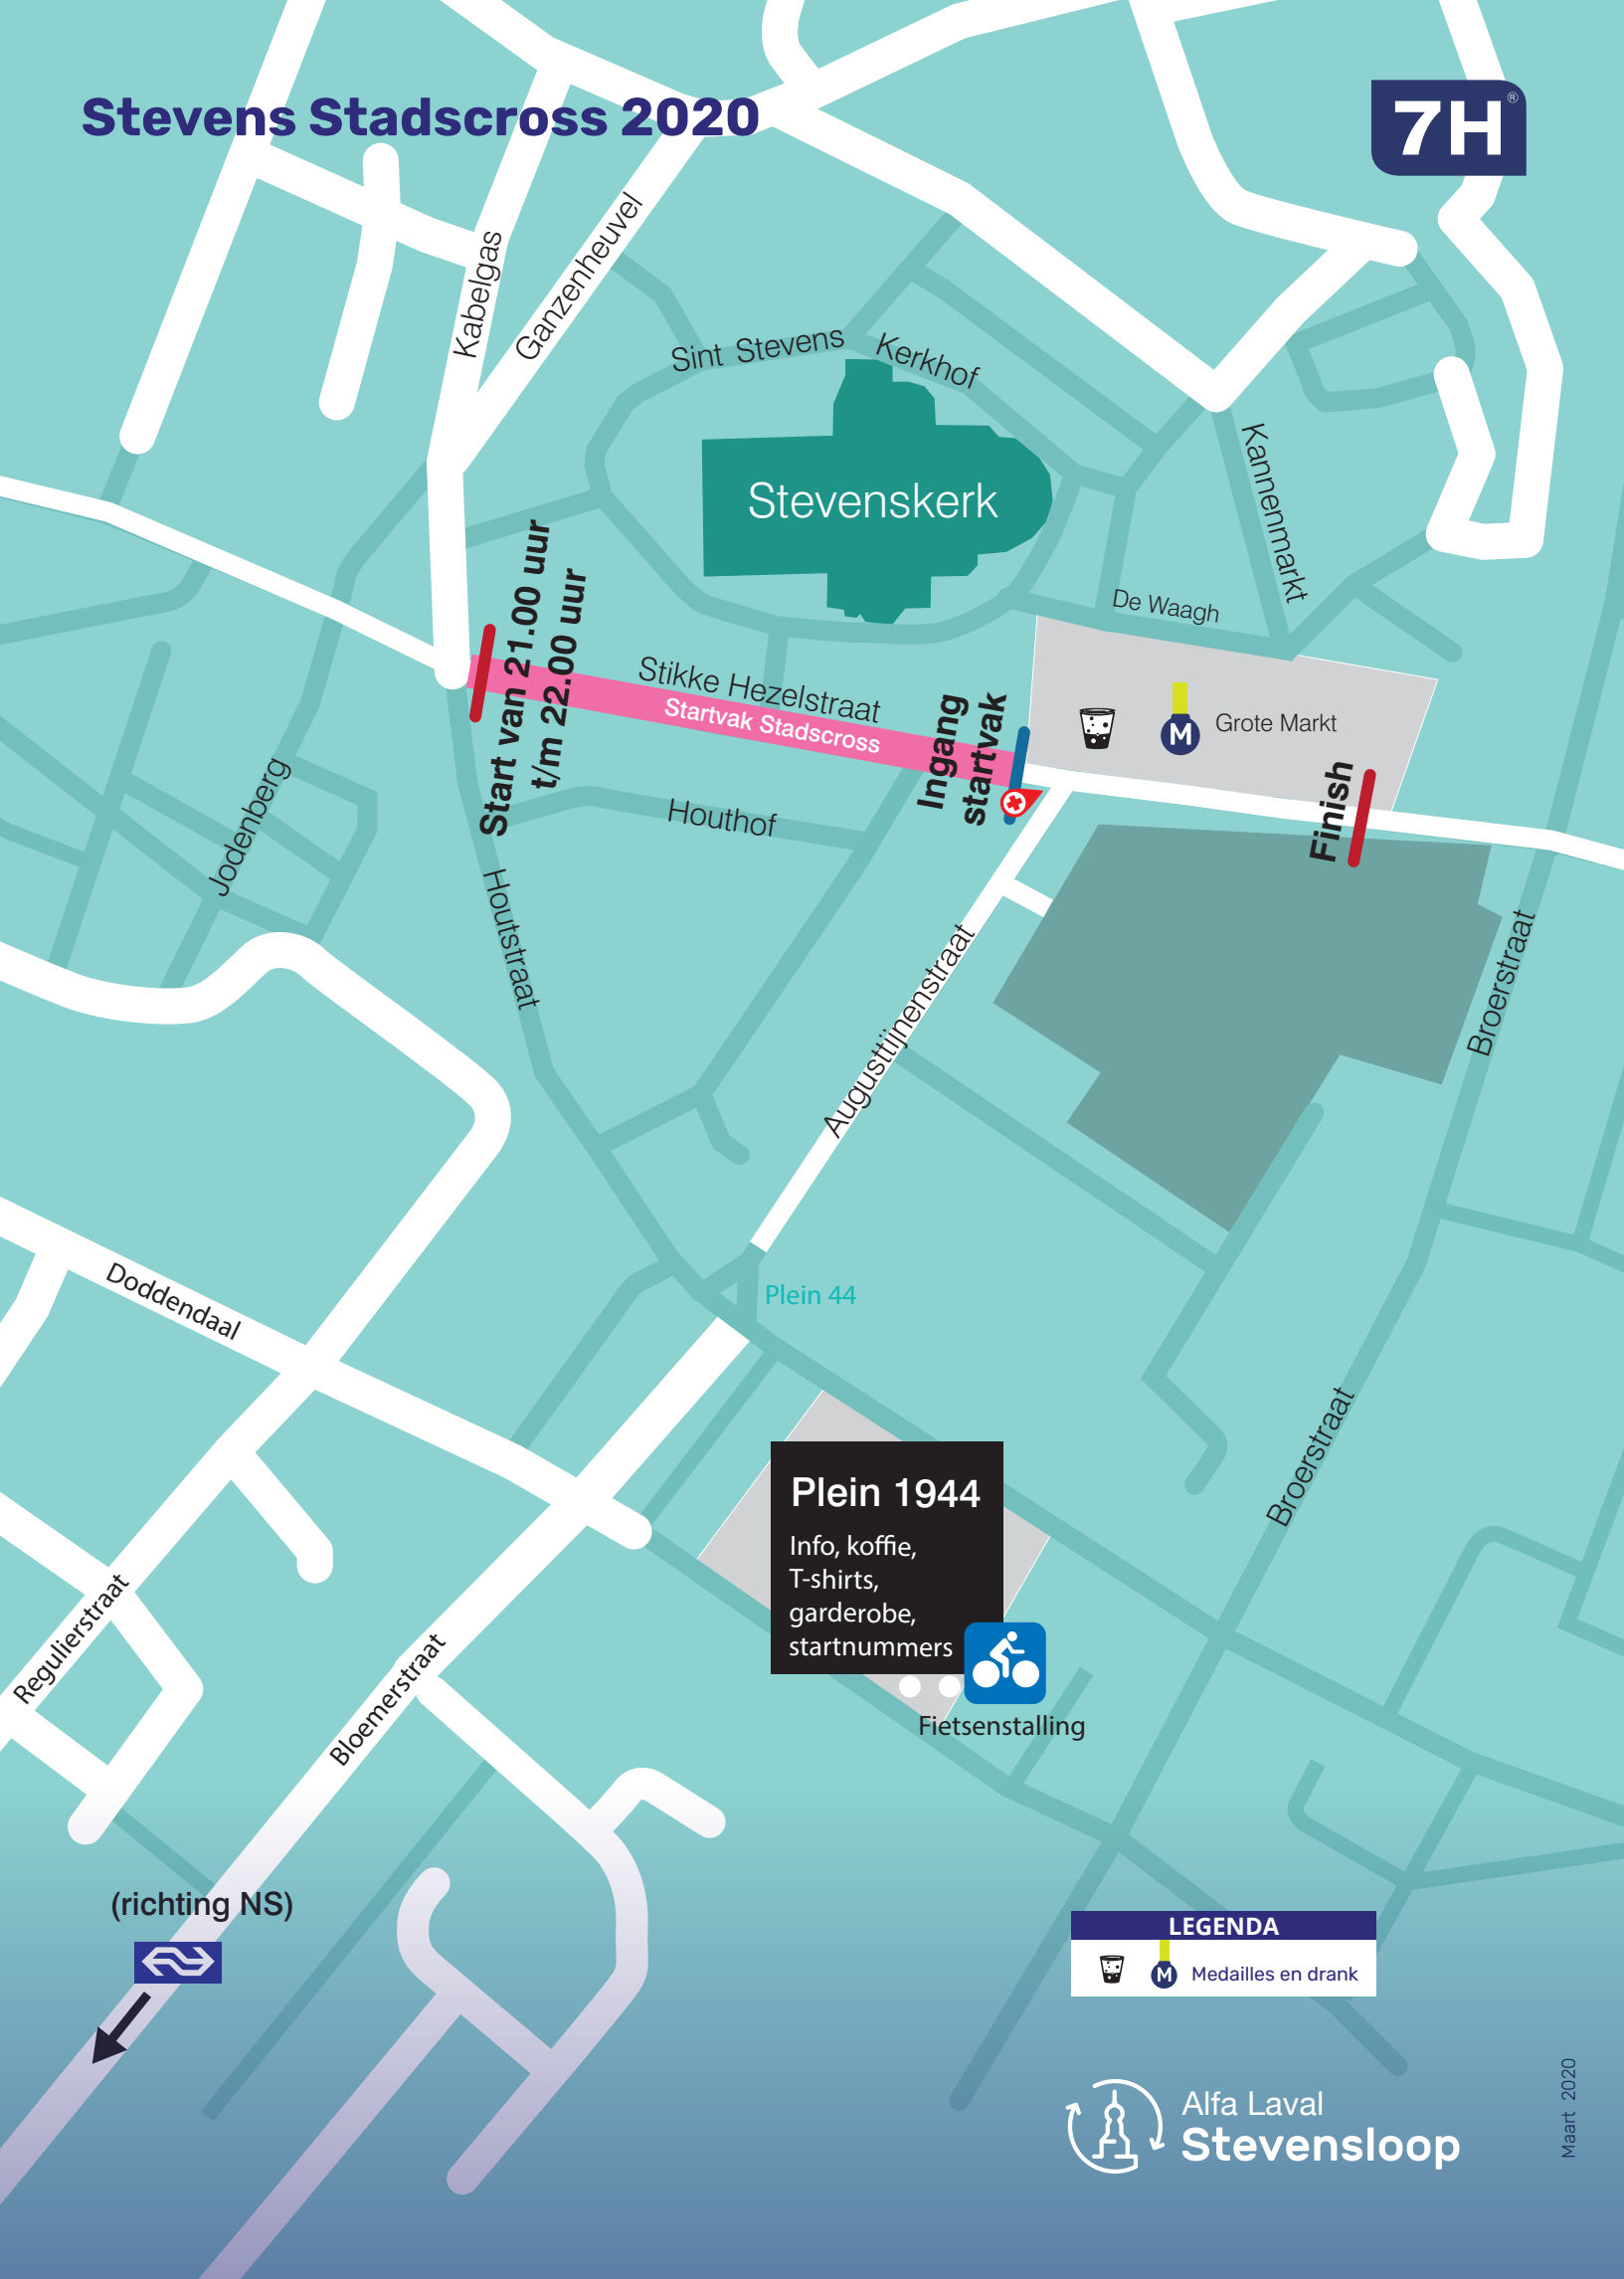 Stevens Stadscross 2020
7H®
Kabelgas
Ganzenheuvel
Sint Stevens
Kerkhof
Stevenskerk
Kannenmarkt
De Waagh
Start van 21.00 uur
t/m 22.00 uur
Stikke Hezelstraat
Startvak Stadscross
Ingang
startvak
M
Grote Markt
Finish
Jodenberg
Houthof
Houtstraat
Augusttijnenstraat
Broerstraat
Doddendaal
Plein 44
Broerstraat
Plein 1944
Info, koffie,
T-shirts,
garderobe,
startnummers
Fietsenstalling
Regulierstraat
Bloemerstraat
(richting NS)
LEGENDA
M
Medailles en drank
Alfa Laval
Stevensloop
Maart 2020